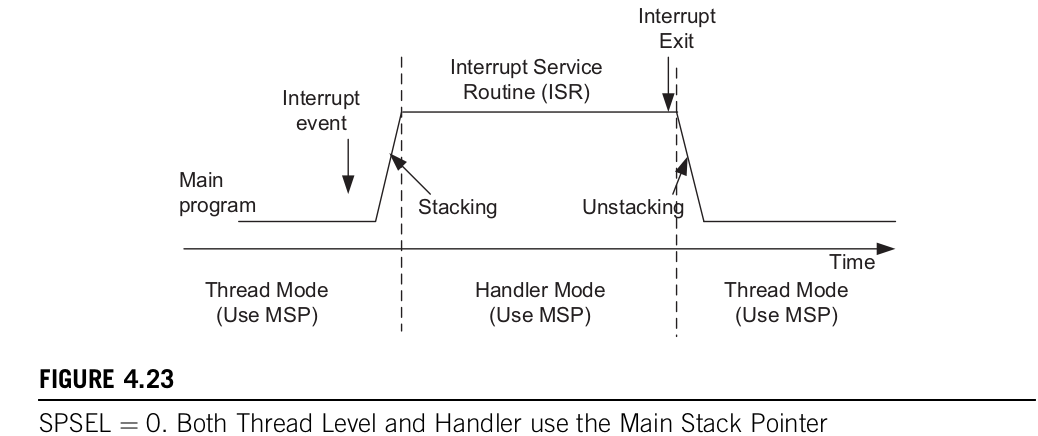 Interrupt
Exit
Interrupt Service
Routine (ISR)
Interrupt
event
Main
program
Stacking
Unstacking
Time
Thread Mode
(Use MSP)
Handler Mode
(Use MSP)
Thread Mode
(Use MSP)
FIGURE 4.23
SPSEL = 0. Both Thread Level and Handler use the Main Stack Pointer